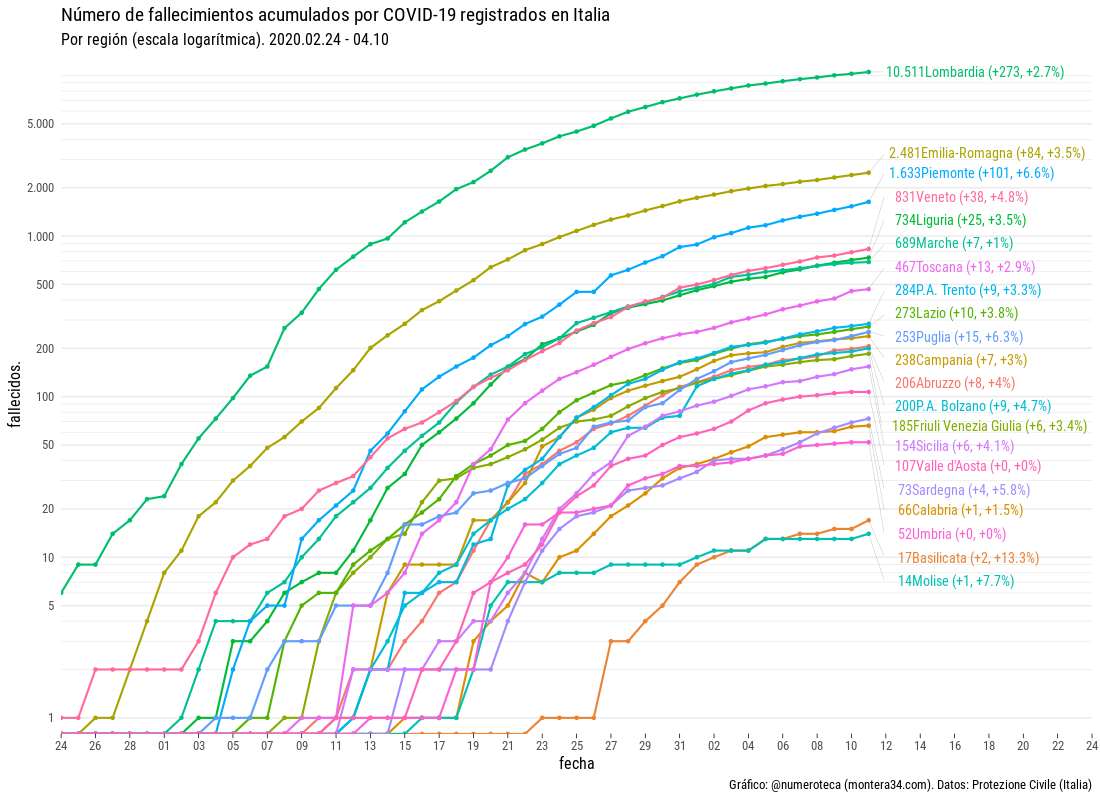 Número de fallecimientos acumulados por COVID-19 registrados en Italia
Por región (escala logarítmica). 2020.02.24 - 04.10
fallecidos.
5.000
2.000
1.000
500
200
100
50
20
10
5
1
10.511Lombardia (+273, +2.7%)
2.481Emilia-Romagna (+84, +3.5%)
1.633Piemonte (+101, +6.6%)
831Veneto (+38, +4.8%)
734Liguria (+25, +3.5%)
689Marche (+7, +1%)
467Toscana (+13, +2.9%)
284P.A. Trento (+9, +3.3%)
273Lazio (+10, +3.8%)
253Puglia (+15, +6.3%)
238Campania (+7, +3%)
206Abruzzo (+8, +4%)
200P.A. Bolzano (+9, +4.7%)
185Friuli Venezia Giulia (+6, +3.4%)
154Sicilia (+6, +4.1%)
107Valle d'Aosta (+0, +0%)
73Sardegna (+4, +5.8%)
66Calabria (+1, +1.5%)
52Umbria (+0, +0%)
17Basilicata (+2, +13.3%)
14Molise (+1, +7.7%)
24 26 28 01 03 05 07 09 11 13 15 17 19 21 23 25 27 29 31 02 04 06 08 10 12 14 16 18 20 22 24
fecha
Gráfico: @numeroteca (montera34.com). Datos: Protezione Civile (Italia)